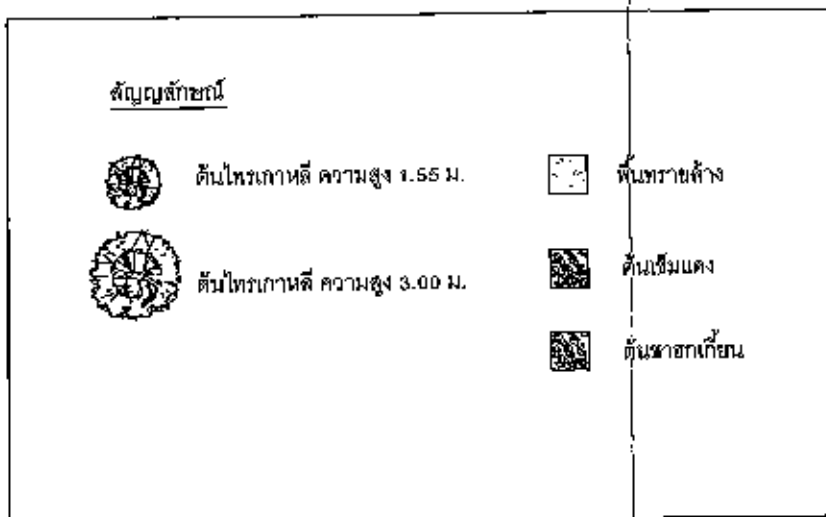 สัญญลักษณ์
ต้นไทรเกาหลี ความสูง 1.55 ม.
ต้นไทรเกาหลี ความสูง 3.00 ม.
พื้นทรายล้าง
ต้นเข็มแดง
ต้นชาฮกเกี้ยน